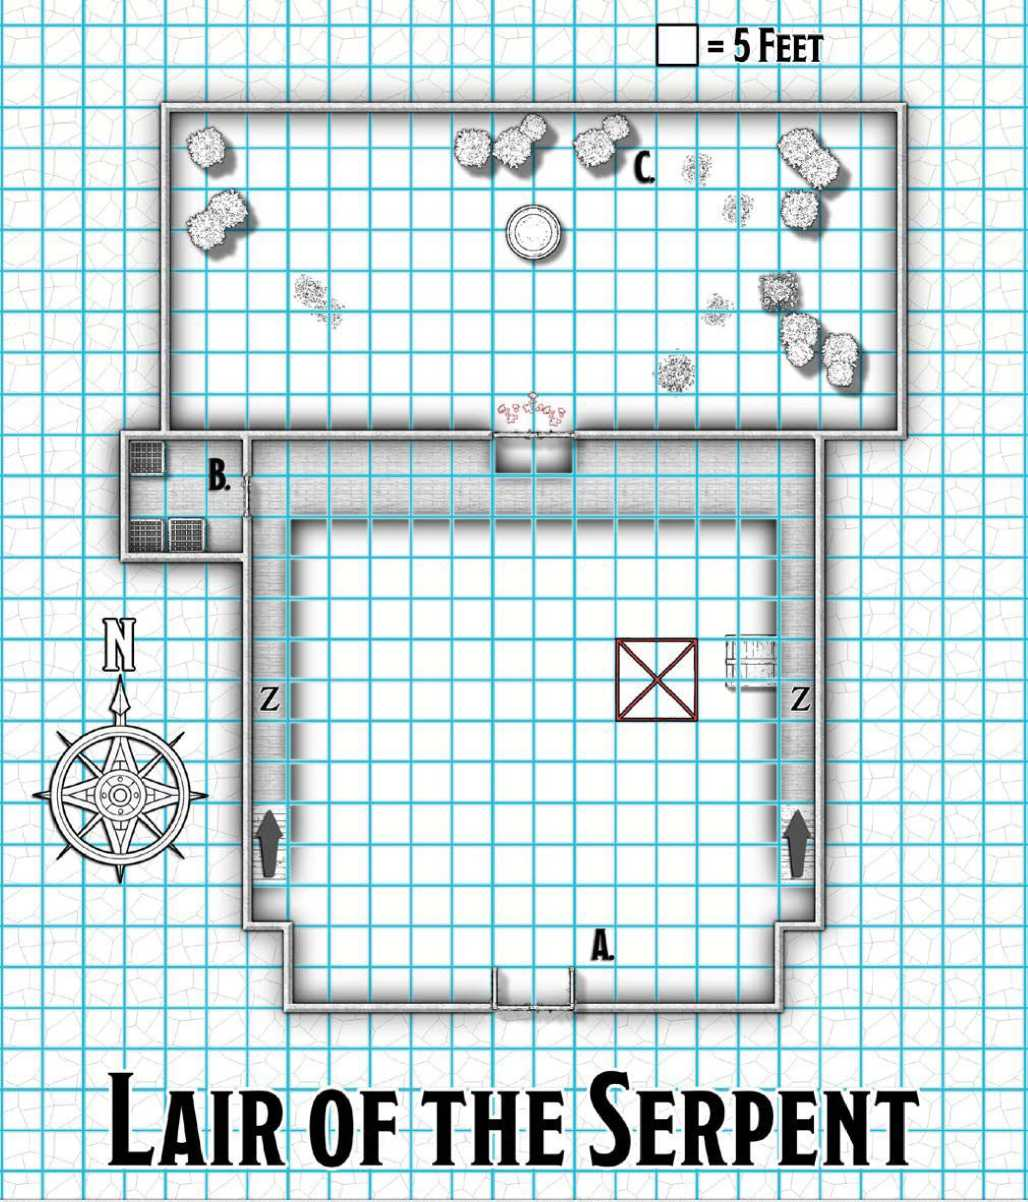 = 5 FEET
C.
B.
N
Z Z
A.
LAIR OF THE SERPENT